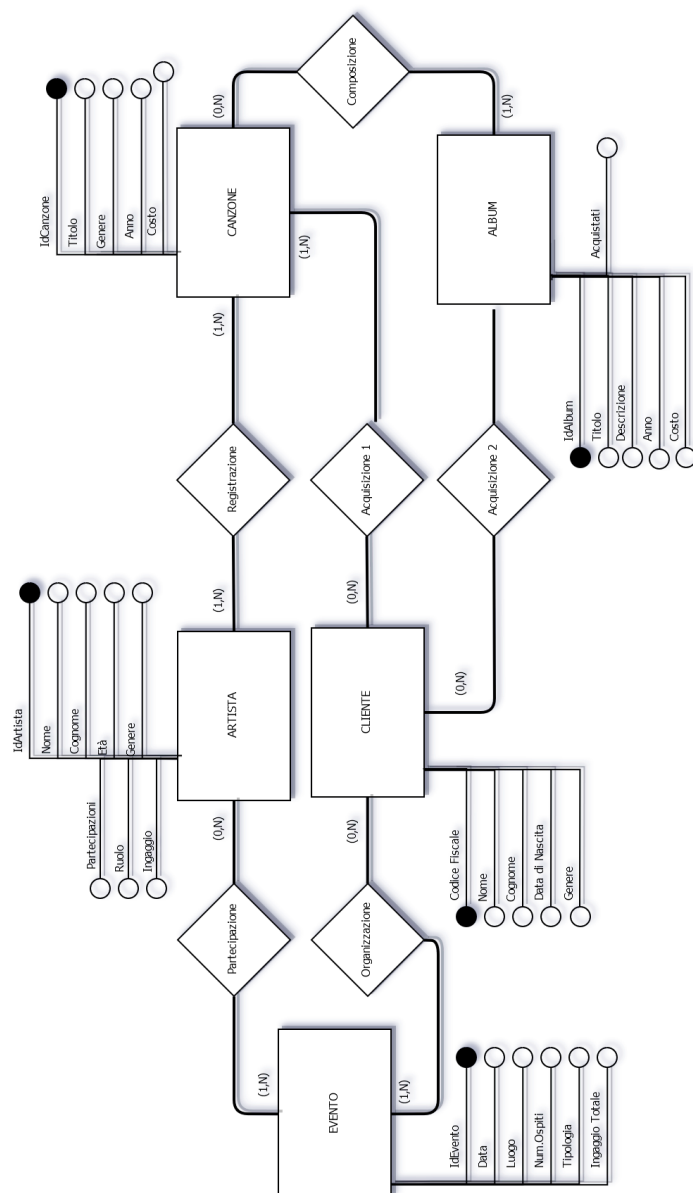 IdArtista
Nome
Cognome
Età
Genere
Partecipazioni
Ruolo
Ingaggio
IdCanzone
Titolo
Genere
Anno
Costo
Partecipazione
(0,N)
ARTISTA
(1,N)
Registrazione
(1,N)
CANZONE
(0,N)
(1,N)
EVENTO
(1,N)
Organizzazione
(0,N)
CLIENTE
(0,N)
Acquisizione 1
(1,N)
Composizione
(0,N)
Acquisizione 2
ALBUM
(1,N)
IdEvento
Data
Luogo
Num.Ospiti
Tipologia
Ingaggio Totale
Codice Fiscale
Nome
Cognome
Data di Nascita
Genere
IdAlbum
Titolo
Descrizione
Anno
Costo
Acquistati